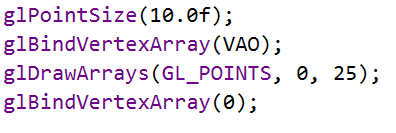 glPointSize(10.0f);
glBindVertexArray(VAO);
glDrawArrays(GL_POINTS, 0, 25);
glBindVertexArray(0);